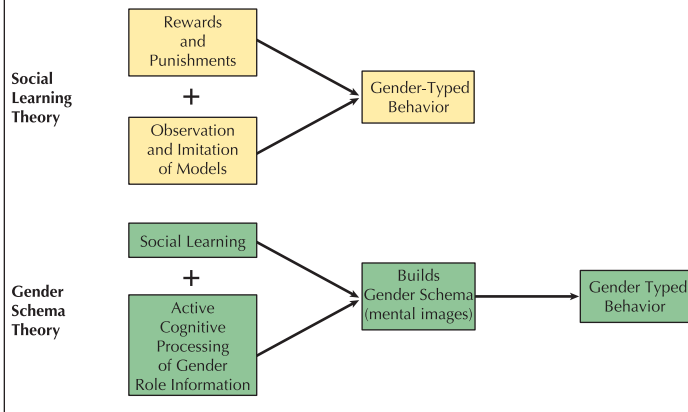 Social
Learning
Theory
Rewards
and
Punishments
+
Observation
and Imitation
of Models
Gender-Typed
Behavior
Gender
Schema
Theory
Social Learning
+
Active
Cognitive
Processing
of Gender
Role Information
Builds
Gender Schema
(mental images)
Gender Typed
Behavior